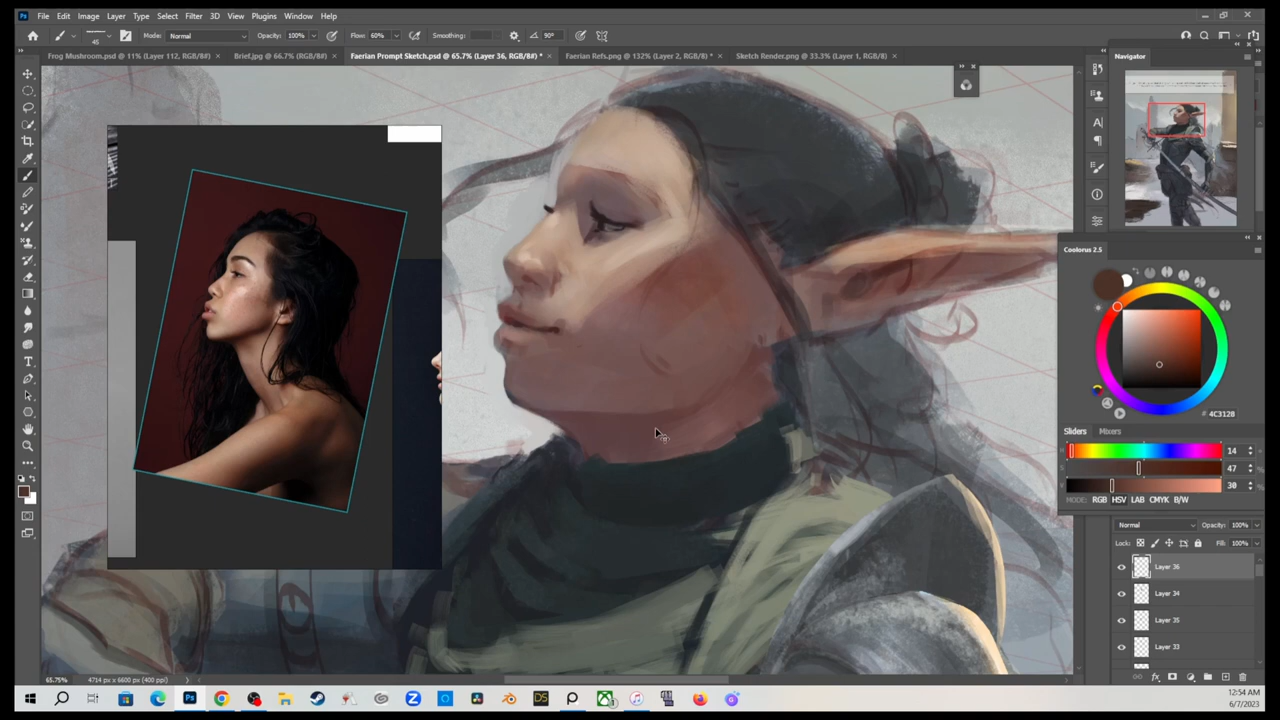 Ps File Edit Image Layer Type Select Filter 3D View Plugins Window Help
45 Mode: Normal Opacity: 100% Flow: 60% Smoothing: 90°
Frog Mushroom.psd @ 11% (Layer 112, RGB/8#) × Brief.jpg @ 66.7% (RGB/8#) × Faerian Prompt Sketch.psd @ 65.7% (Layer 36, RGB/8#) * × Faerian Refs.png @ 132% (Layer 2, RGB/8) * × Sketch Render.png @ 33.3% (Layer 1, RGB/8) ×
Navigator
Coolorus 2.5
# 4C3128
Sliders Mixers
H 14
S 47
V 30
MODE: RGB HSV LAB CMYK B/W
Normal Opacity: 100%
Lock: Fill: 100%
Layer 36
Layer 34
Layer 35
Layer 33
65.75% 4714 px x 6600 px (400 ppi)
12:54 AM
6/7/2023